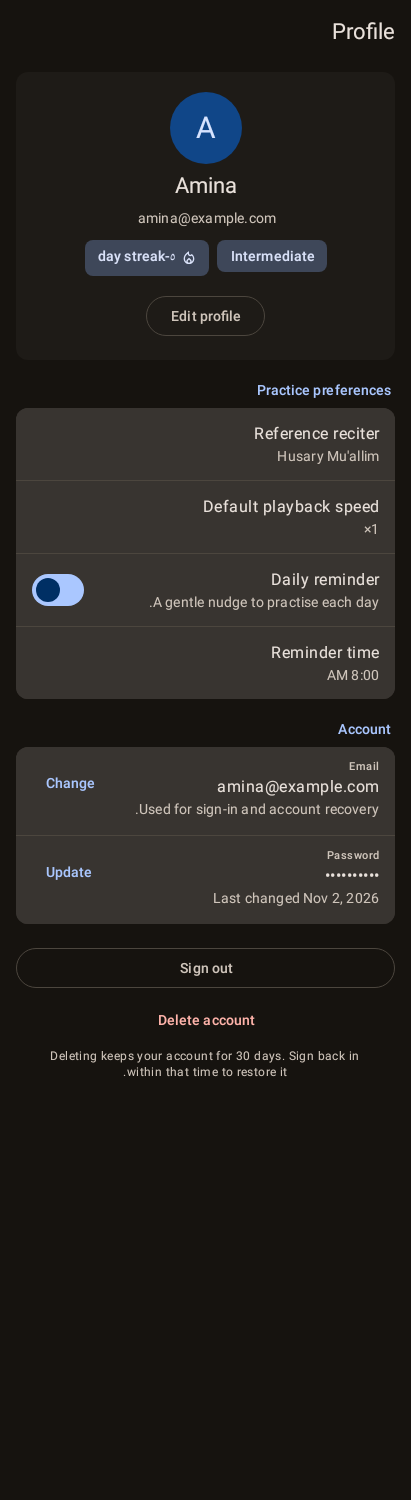 Profile
A
Amina
amina@example.com
Intermediate
day streak-٥
Edit profile
Practice preferences
Reference reciter
Husary Mu'allim
Default playback speed
×1
Daily reminder
.A gentle nudge to practise each day
Reminder time
AM 8:00
Account
Email
amina@example.com
.Used for sign-in and account recovery
Change
Password
••••••••••
Last changed Nov 2, 2026
Update
Sign out
Delete account
Deleting keeps your account for 30 days. Sign back in
.within that time to restore it